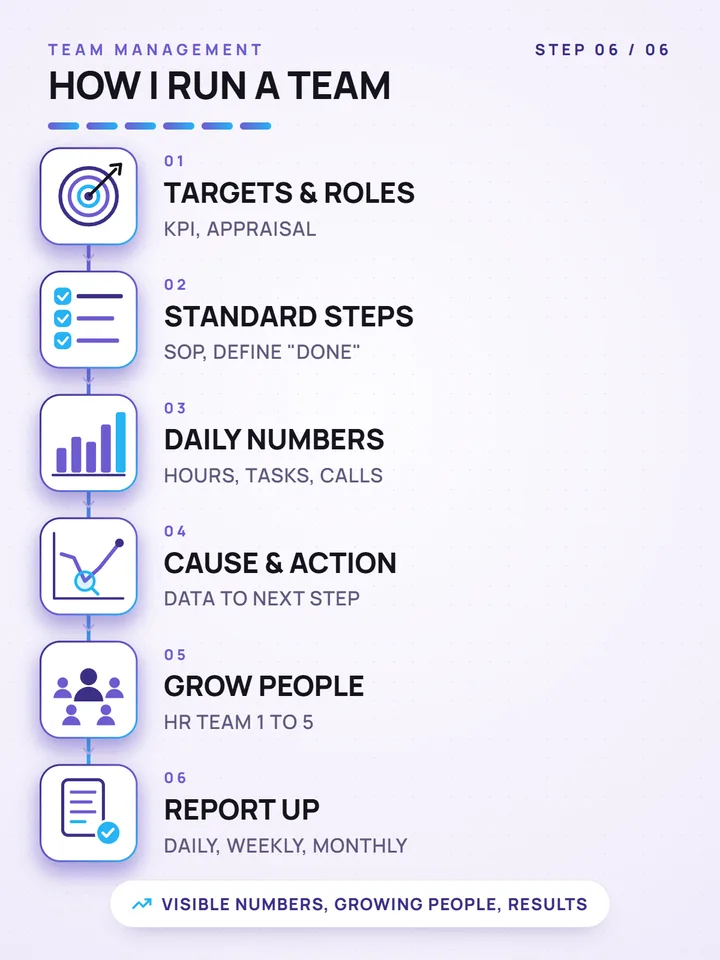 TEAM MANAGEMENT
STEP 06 / 06
HOW I RUN A TEAM
01
TARGETS & ROLES
KPI, APPRAISAL
02
STANDARD STEPS
SOP, DEFINE "DONE"
03
DAILY NUMBERS
HOURS, TASKS, CALLS
04
CAUSE & ACTION
DATA TO NEXT STEP
05
GROW PEOPLE
HR TEAM 1 TO 5
06
REPORT UP
DAILY, WEEKLY, MONTHLY
VISIBLE NUMBERS, GROWING PEOPLE, RESULTS